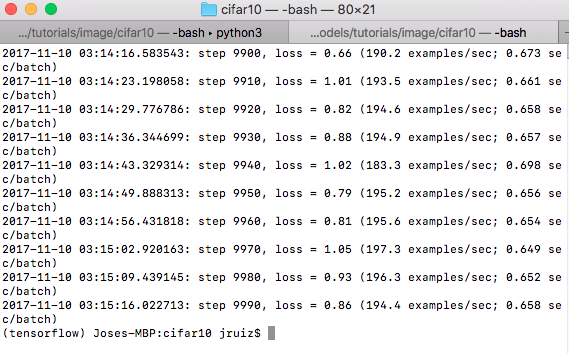 cifar10 — -bash — 80×21
.../tutorials/image/cifar10 — -bash ▸ python3
...odels/tutorials/image/cifar10 — -bash
2017-11-10 03:14:16.583543: step 9900, loss = 0.66 (190.2 examples/sec; 0.673 se
c/batch)
2017-11-10 03:14:23.198058: step 9910, loss = 1.01 (193.5 examples/sec; 0.661 se
c/batch)
2017-11-10 03:14:29.776786: step 9920, loss = 0.82 (194.6 examples/sec; 0.658 se
c/batch)
2017-11-10 03:14:36.344699: step 9930, loss = 0.88 (194.9 examples/sec; 0.657 se
c/batch)
2017-11-10 03:14:43.329314: step 9940, loss = 1.02 (183.3 examples/sec; 0.698 se
c/batch)
2017-11-10 03:14:49.888313: step 9950, loss = 0.79 (195.2 examples/sec; 0.656 se
c/batch)
2017-11-10 03:14:56.431818: step 9960, loss = 0.81 (195.6 examples/sec; 0.654 se
c/batch)
2017-11-10 03:15:02.920163: step 9970, loss = 1.05 (197.3 examples/sec; 0.649 se
c/batch)
2017-11-10 03:15:09.439145: step 9980, loss = 0.93 (196.3 examples/sec; 0.652 se
c/batch)
2017-11-10 03:15:16.022713: step 9990, loss = 0.86 (194.4 examples/sec; 0.658 se
c/batch)
(tensorflow) Joses-MBP:cifar10 jruiz$